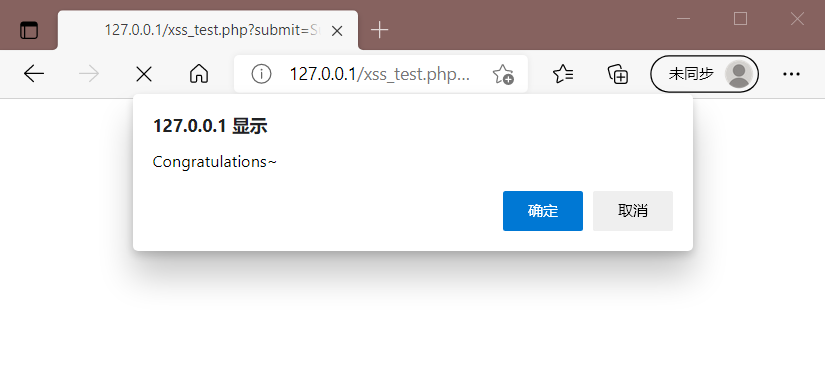 127.0.0.1/xss_test.php?submit=S
127.0.0.1/xss_test.php...
未同步
127.0.0.1 显示
Congratulations~
确定
取消